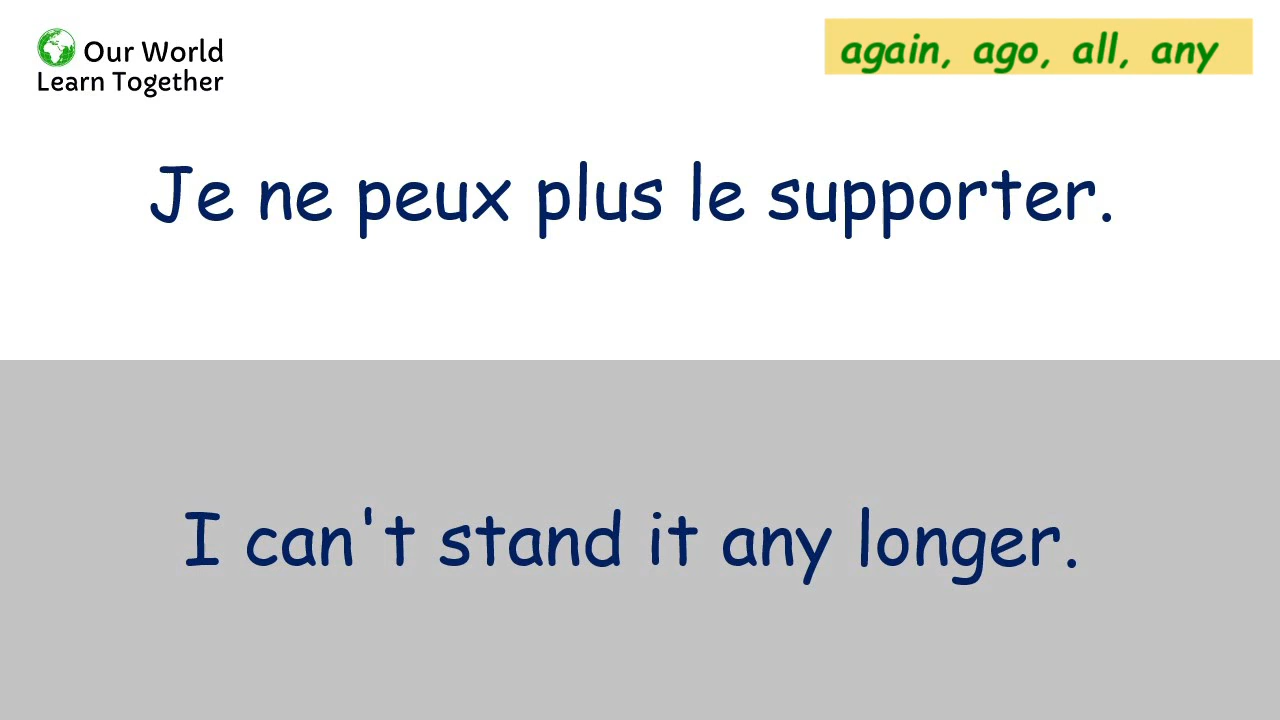 Our World
Learn Together
again, ago, all, any
Je ne peux plus le supporter.
I can't stand it any longer.